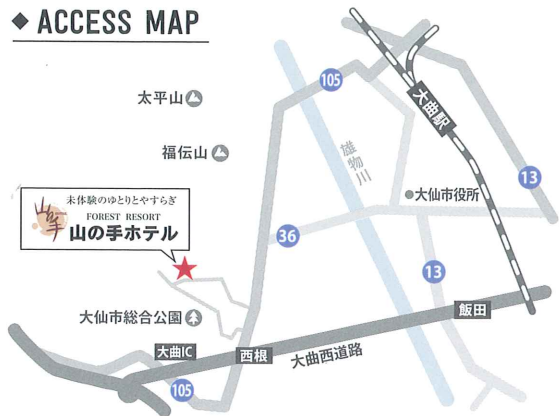 ◆ ACCESS MAP
105
太平山
大曲駅
福伝山
雄物川
13
大仙市役所
未体験のゆとりとやすらぎ
FOREST RESORT
山の手
山の手ホテル
36
13
大仙市総合公園
飯田
大曲IC
西根
大曲西道路
105